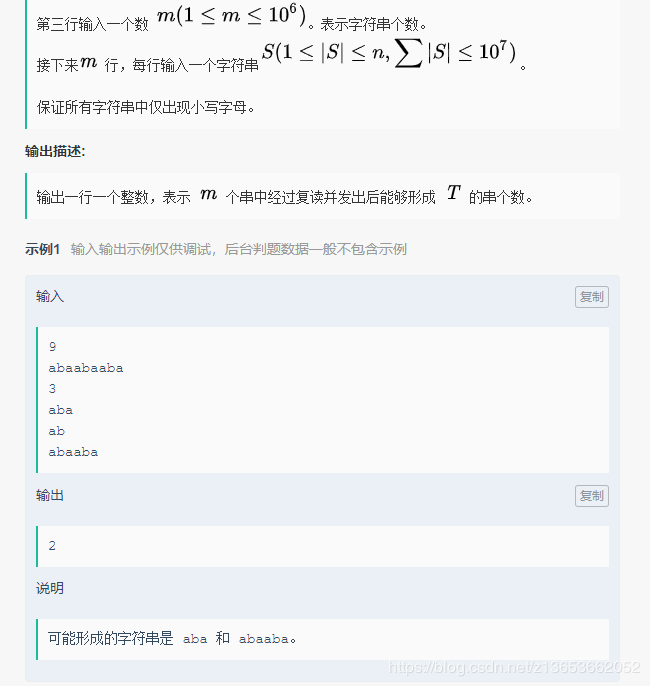 第三行输入一个数 m(1 ≤ m ≤ 10^6)。表示字符串个数。
接下来m 行，每行输入一个字符串S(1 ≤ |S| ≤ n, ∑|S| ≤ 10^7) 。
保证所有字符串中仅出现小写字母。
输出描述:
输出一行一个整数，表示 m 个串中经过复读并发出后能够形成 T 的串个数。
示例1 输入输出示例仅供调试，后台判题数据一般不包含示例
输入 复制
9
abaabaaba
3
aba
ab
abaaba
输出 复制
2
说明
可能形成的字符串是 aba 和 abaaba。
https://blog.csdn.net/z13653662052